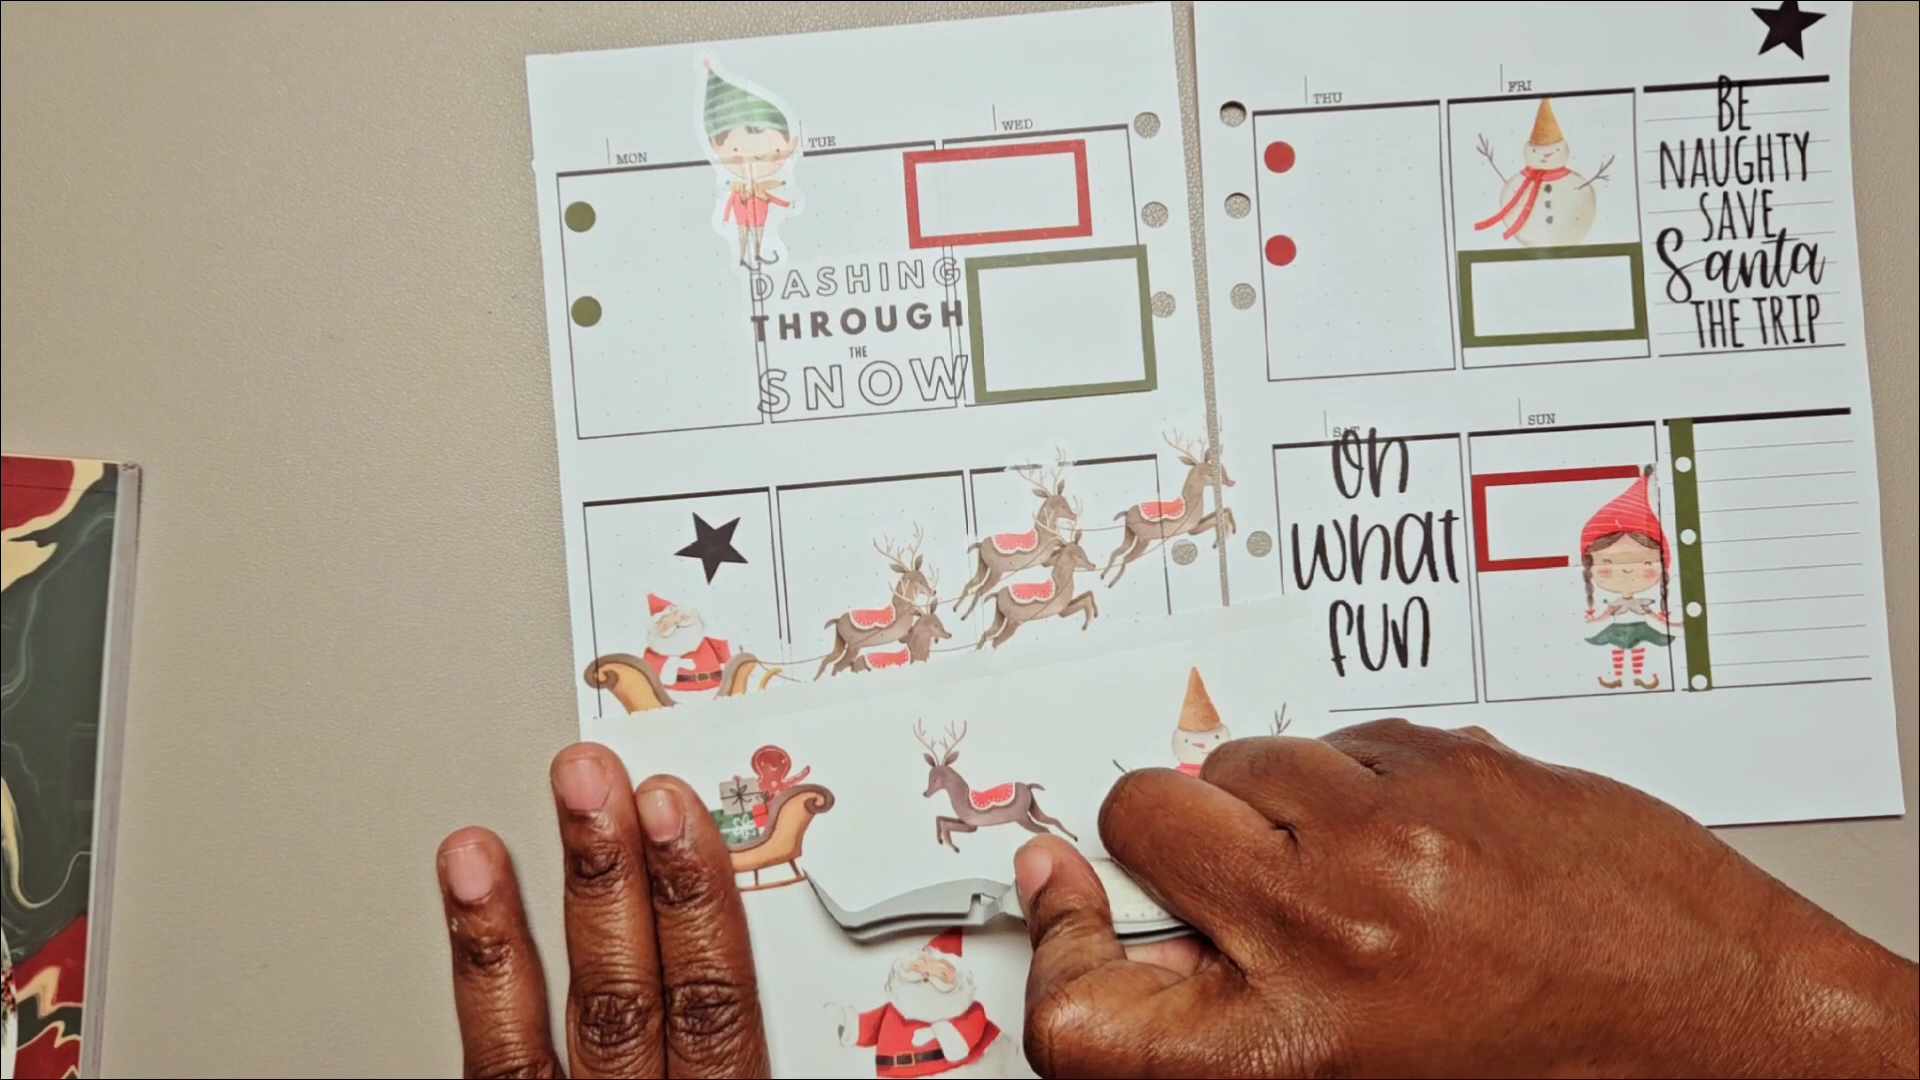 MON
TUE
WED
DASHING
THROUGH
THE
SNOW
THU
FRI
BE
NAUGHTY
SAVE
Santa
THE TRIP
SAT
SUN
oh
what
fun